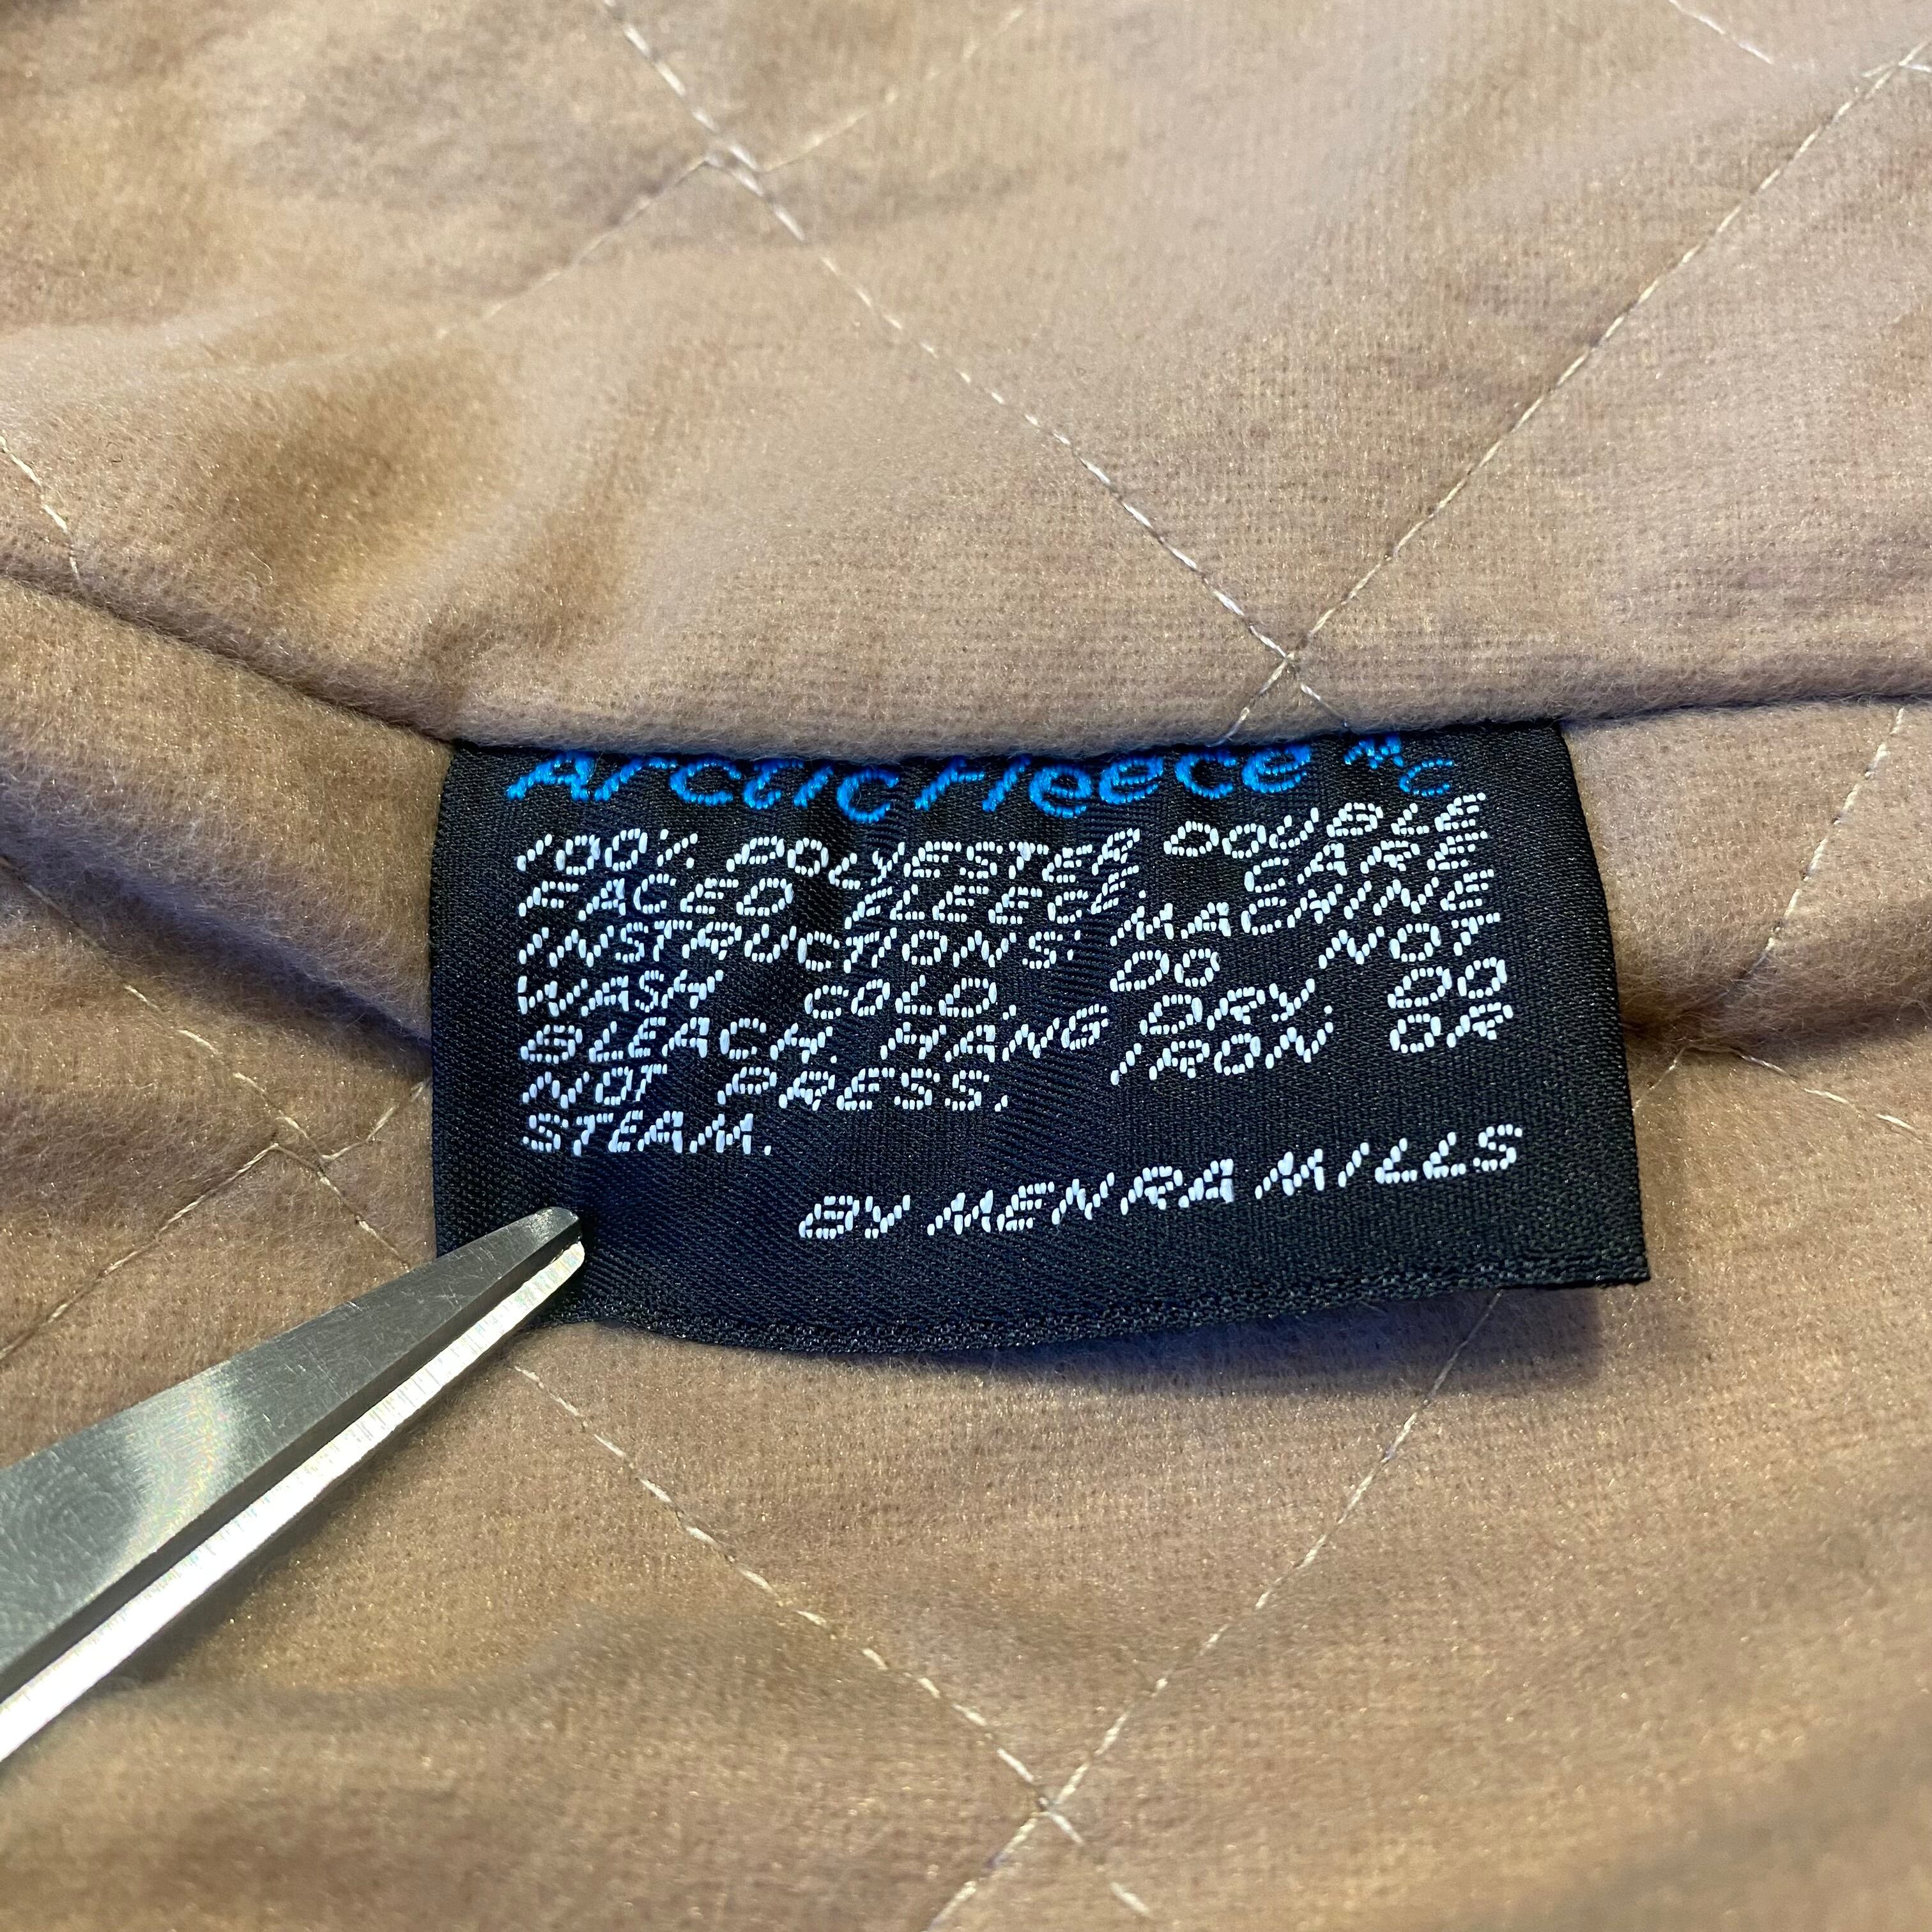 Arctic Fleece MC
100% POLYESTER DOUBLE
FACED FLEECE CARE
INSTRUCTIONS: MACHINE
WASH COLD, DO NOT
BLEACH. HANG DRY. DO
NOT PRESS, IRON OR
STEAM.
BY MENRA MILLS